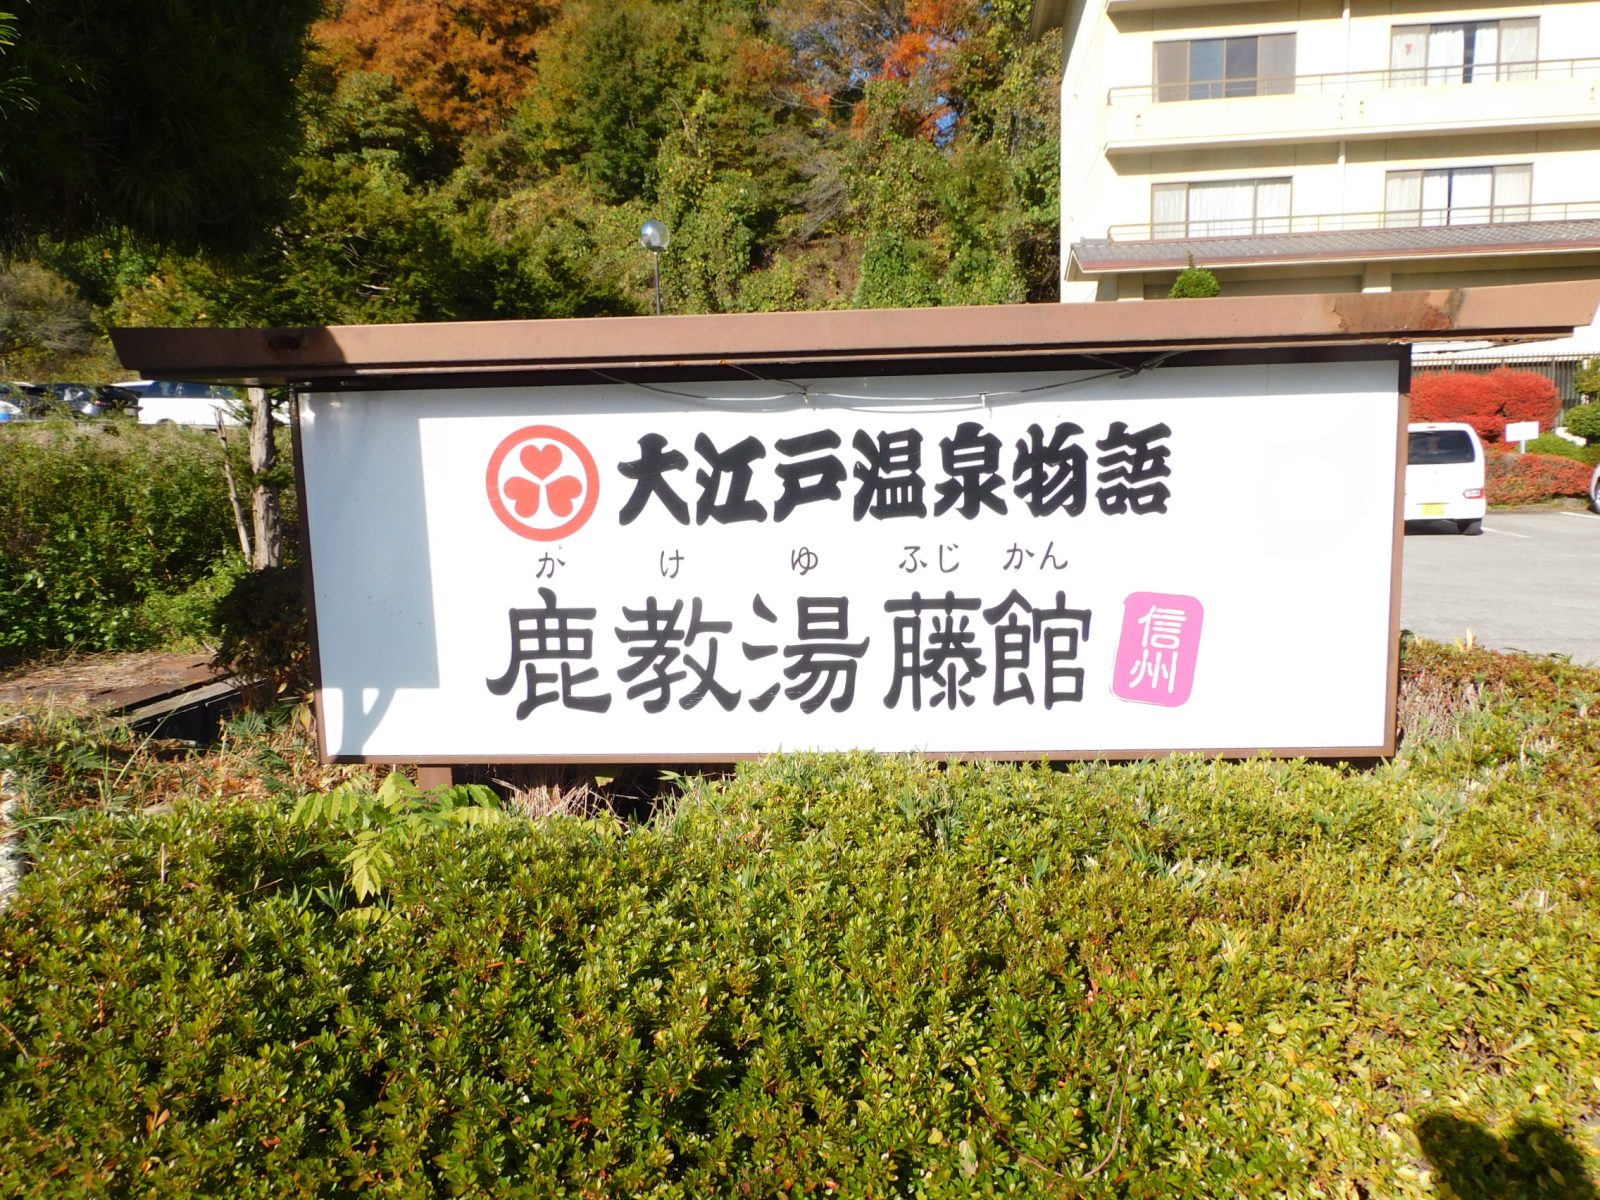 大江戸温泉物語
かけゆ ふじかん
鹿教湯 藤館
信州